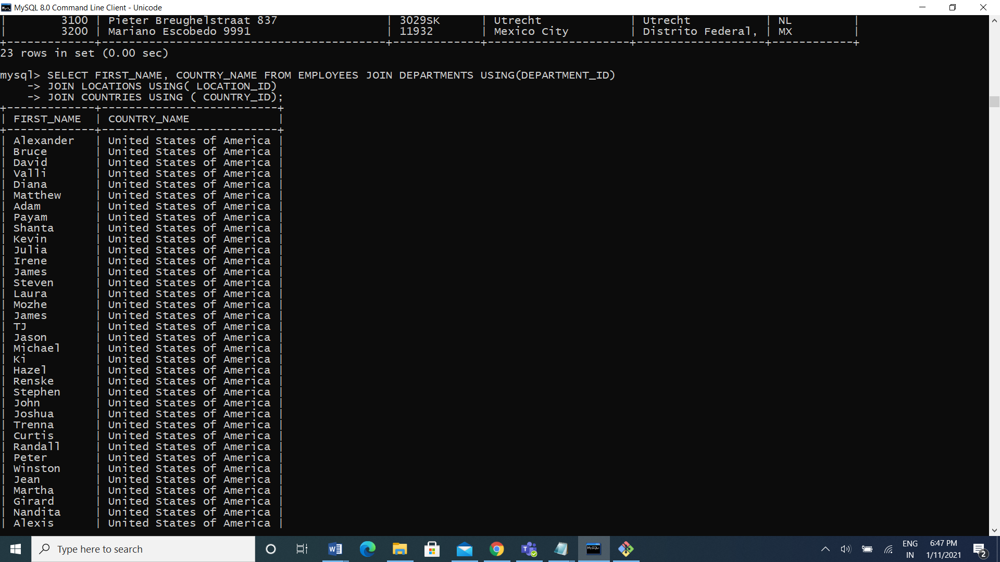 MySQL 8.0 Command Line Client - Unicode
| 3100 | Pieter Breughelstraat 837 | 3029SK | Utrecht | Utrecht | NL |
| 3200 | Mariano Escobedo 9991 | 11932 | Mexico City | Distrito Federal, | MX |
23 rows in set (0.00 sec)
mysql> SELECT FIRST_NAME, COUNTRY_NAME FROM EMPLOYEES JOIN DEPARTMENTS USING(DEPARTMENT_ID)
-> JOIN LOCATIONS USING( LOCATION_ID)
-> JOIN COUNTRIES USING ( COUNTRY_ID);
| FIRST_NAME | COUNTRY_NAME |
| Alexander | United States of America |
| Bruce | United States of America |
| David | United States of America |
| Valli | United States of America |
| Diana | United States of America |
| Matthew | United States of America |
| Adam | United States of America |
| Payam | United States of America |
| Shanta | United States of America |
| Kevin | United States of America |
| Julia | United States of America |
| Irene | United States of America |
| James | United States of America |
| Steven | United States of America |
| Laura | United States of America |
| Mozhe | United States of America |
| James | United States of America |
| TJ | United States of America |
| Jason | United States of America |
| Michael | United States of America |
| Ki | United States of America |
| Hazel | United States of America |
| Renske | United States of America |
| Stephen | United States of America |
| John | United States of America |
| Joshua | United States of America |
| Trenna | United States of America |
| Curtis | United States of America |
| Randall | United States of America |
| Peter | United States of America |
| Winston | United States of America |
| Jean | United States of America |
| Martha | United States of America |
| Girard | United States of America |
| Nandita | United States of America |
| Alexis | United States of America |
Type here to search
ENG
IN
6:47 PM
1/11/2021
2